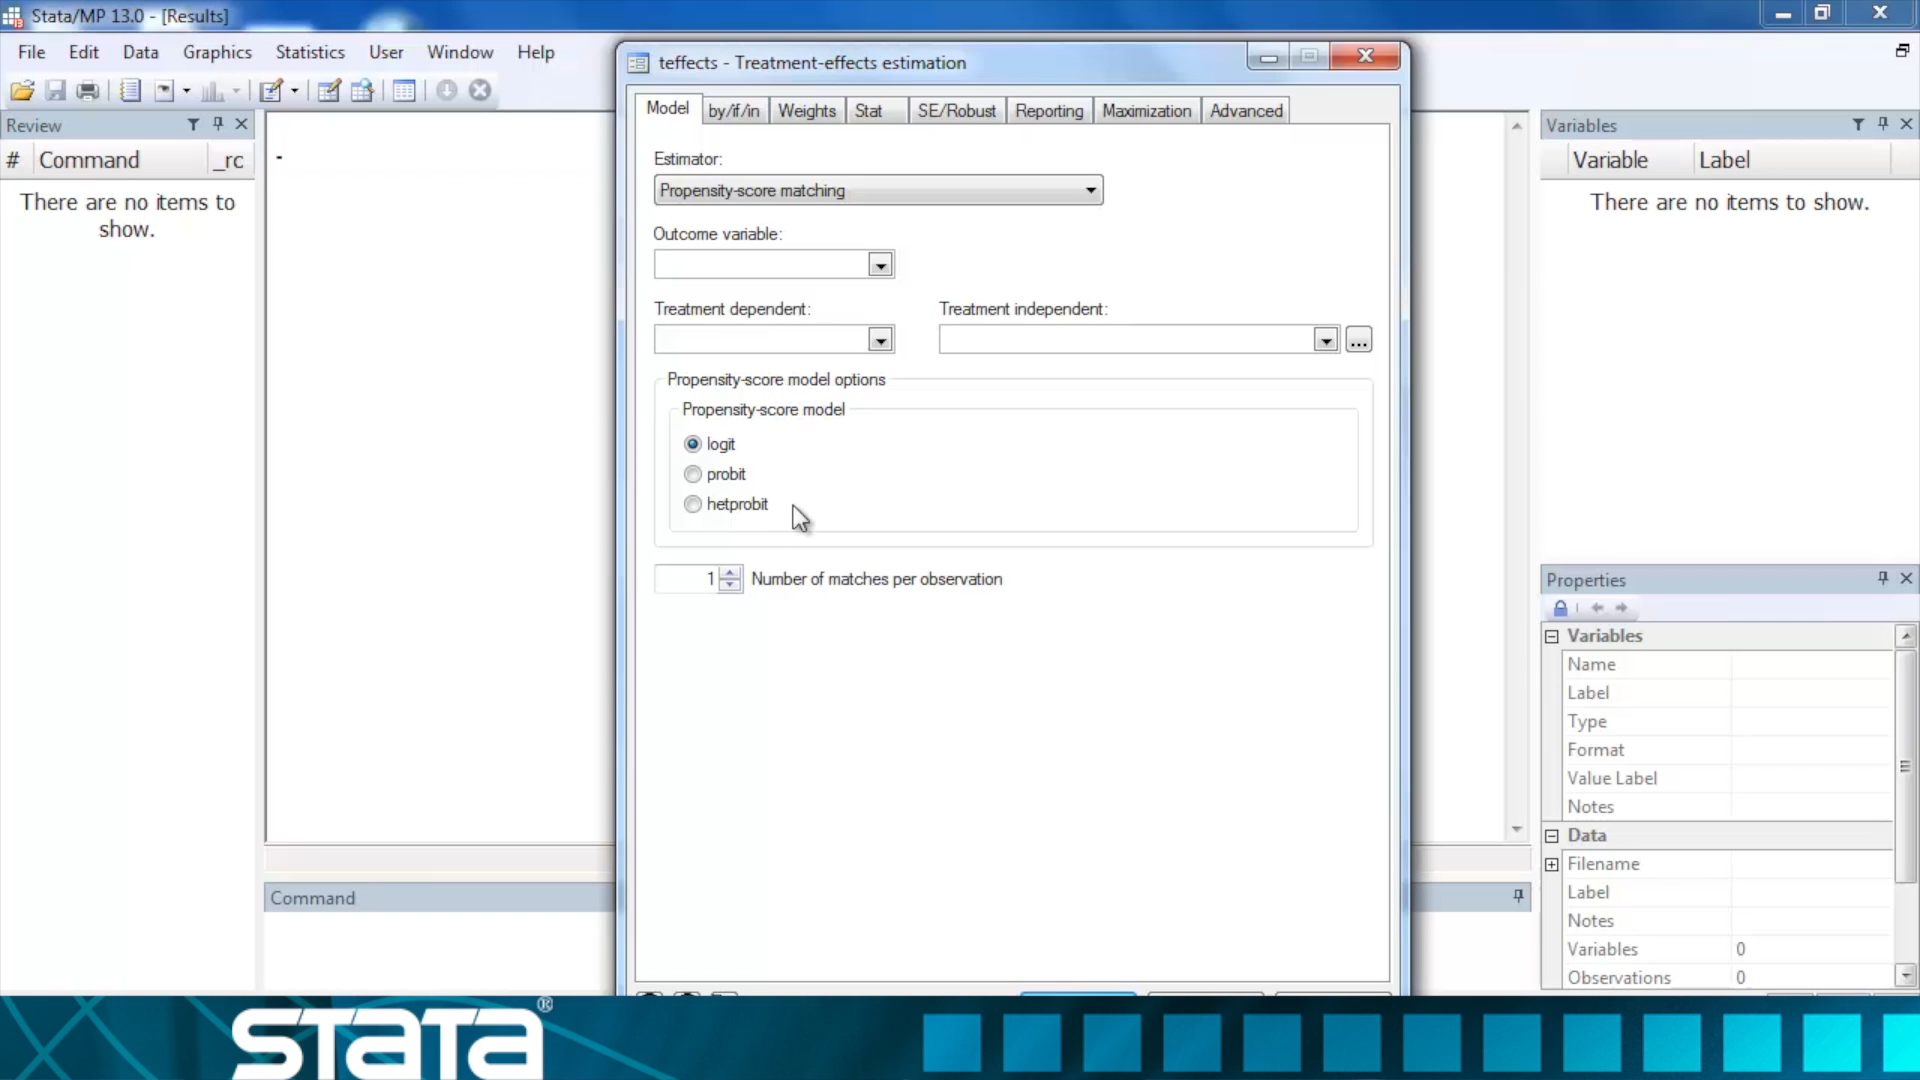 Stata/MP 13.0 - [Results]
File Edit Data Graphics Statistics User Window Help
Review
# Command _rc
There are no items to
show.
teffects - Treatment-effects estimation
Model by/if/in Weights Stat SE/Robust Reporting Maximization Advanced
Estimator:
Propensity-score matching
Outcome variable:
Treatment dependent: Treatment independent:
...
Propensity-score model options
Propensity-score model
logit
probit
hetprobit
1 Number of matches per observation
Command
Variables
Variable Label
There are no items to show.
Properties
Variables
Name
Label
Type
Format
Value Label
Notes
Data
Filename
Label
Notes
Variables 0
Observations 0
STATA®